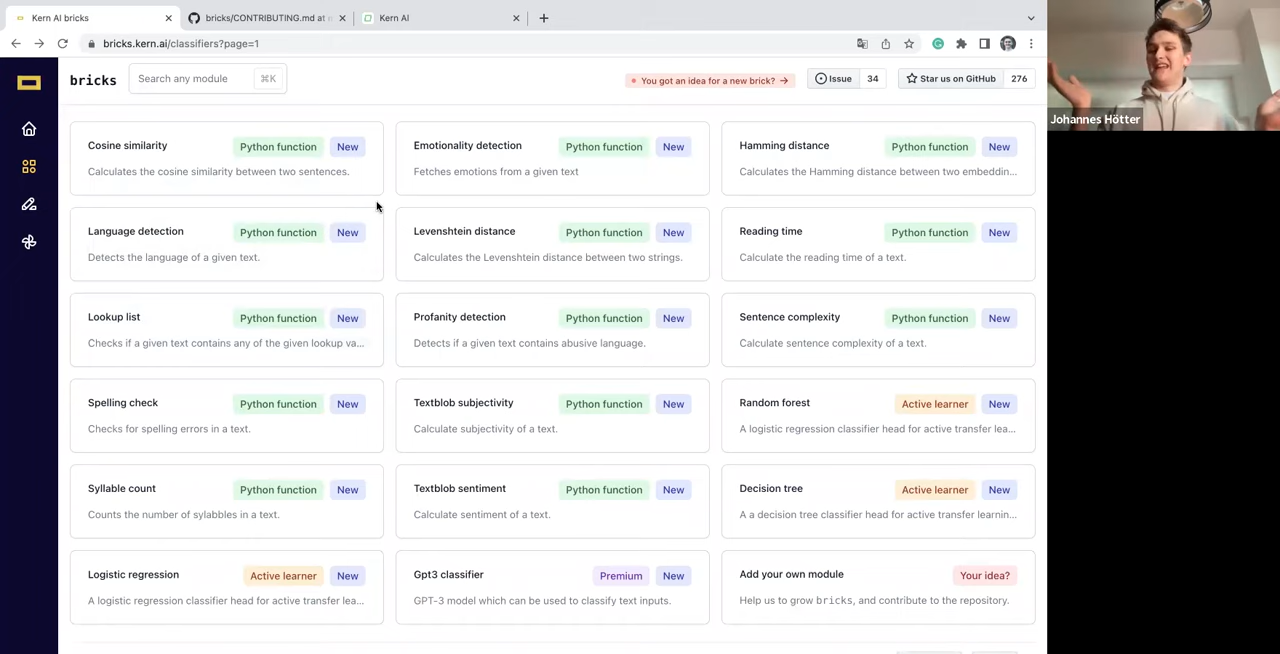 Kern AI bricks
bricks/CONTRIBUTING.md at
Kern AI
bricks.kern.ai/classifiers?page=1
bricks
Search any module
⌘K
You got an idea for a new brick? →
Issue 34
Star us on GitHub 276
Johannes Hötter
Cosine similarity Python function New
Calculates the cosine similarity between two sentences.
Emotionality detection Python function New
Fetches emotions from a given text
Hamming distance Python function New
Calculates the Hamming distance between two embeddin...
Language detection Python function New
Detects the language of a given text.
Levenshtein distance Python function New
Calculates the Levenshtein distance between two strings.
Reading time Python function New
Calculate the reading time of a text.
Lookup list Python function New
Checks if a given text contains any of the given lookup va...
Profanity detection Python function New
Detects if a given text contains abusive language.
Sentence complexity Python function New
Calculate sentence complexity of a text.
Spelling check Python function New
Checks for spelling errors in a text.
Textblob subjectivity Python function New
Calculate subjectivity of a text.
Random forest Active learner New
A logistic regression classifier head for active transfer lea...
Syllable count Python function New
Counts the number of sylabbles in a text.
Textblob sentiment Python function New
Calculate sentiment of a text.
Decision tree Active learner New
A a decision tree classifier head for active transfer learnin...
Logistic regression Active learner New
A logistic regression classifier head for active transfer lea...
Gpt3 classifier Premium New
GPT-3 model which can be used to classify text inputs.
Add your own module Your idea?
Help us to grow bricks, and contribute to the repository.